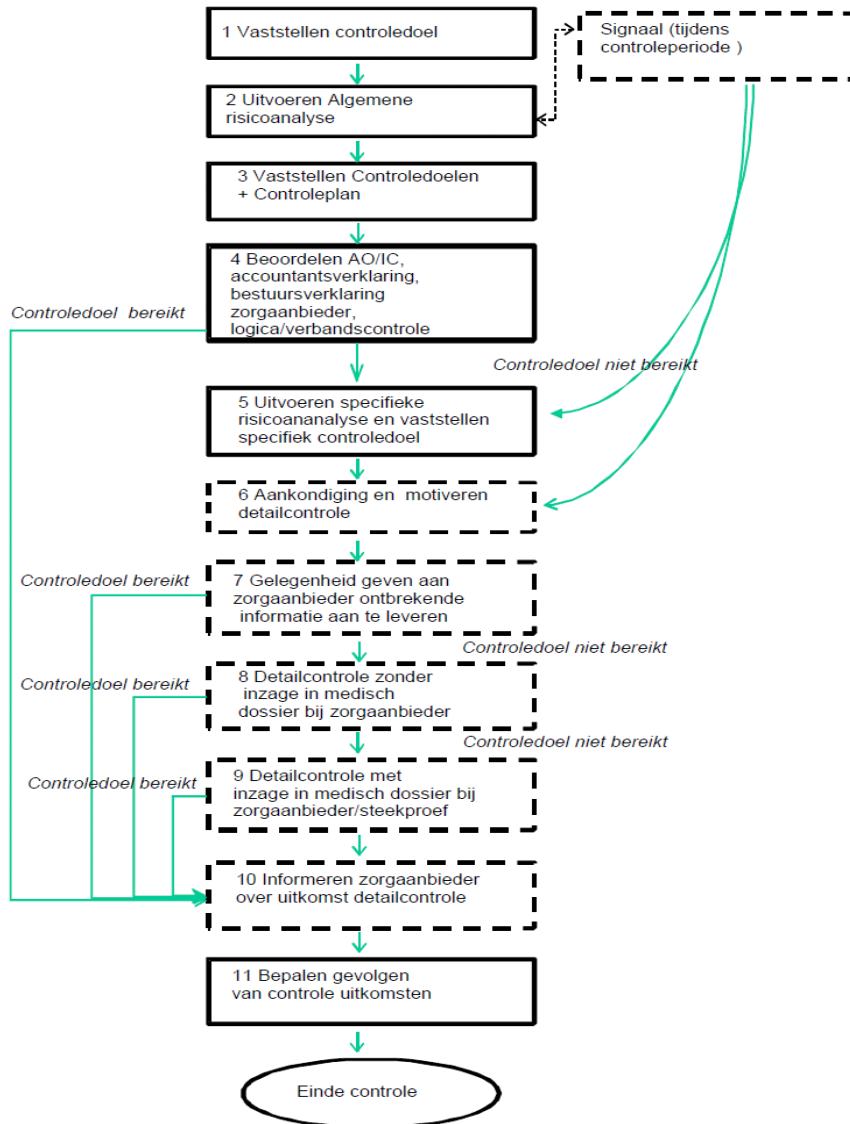 1 Vaststellen controledoel
Signaal (tijdens
controleperiode )
2 Uitvoeren Algemene
risicoanalyse
3 Vaststellen Controledoelen
+ Controleplan
4 Beoordelen AO/IC,
accountantsverklaring,
bestuursverklaring
zorgaanbieder,
logica/verbandscontrole
Controledoel bereikt
Controledoel niet bereikt
5 Uitvoeren specifieke
risicoananalyse en vaststellen
specifiek controledoel
6 Aankondiging en motiveren
detailcontrole
Controledoel bereikt
7 Gelegenheid geven aan
zorgaanbieder ontbrekende
informatie aan te leveren
Controledoel niet bereikt
Controledoel bereikt
8 Detailcontrole zonder
inzage in medisch
dossier bij zorgaanbieder
Controledoel niet bereikt
Controledoel bereikt
9 Detailcontrole met
inzage in medisch dossier bij
zorgaanbieder/steekproef
10 Informeren zorgaanbieder
over uitkomst detailcontrole
11 Bepalen gevolgen
van controle uitkomsten
Einde controle